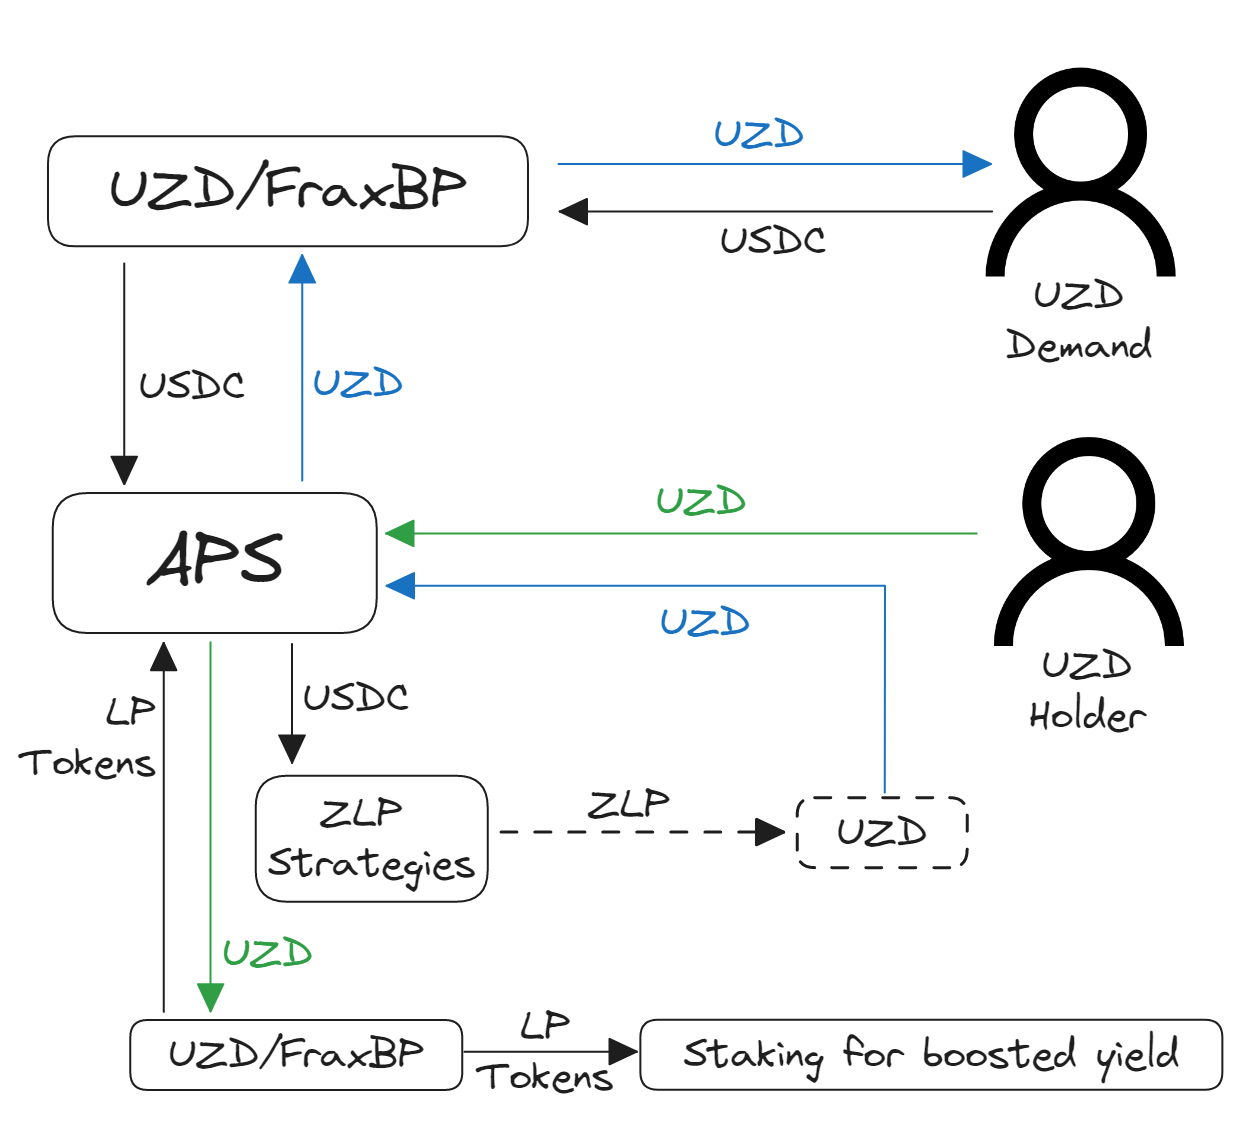 UZD
UZD/FraxBP
USDC
UZD
Demand
USDC
UZD
UZD
APS
UZD
UZD
Holder
LP
Tokens
USDC
ZLP
Strategies
ZLP
UZD
UZD
LP
Tokens
UZD/FraxBP
Staking for boosted yield